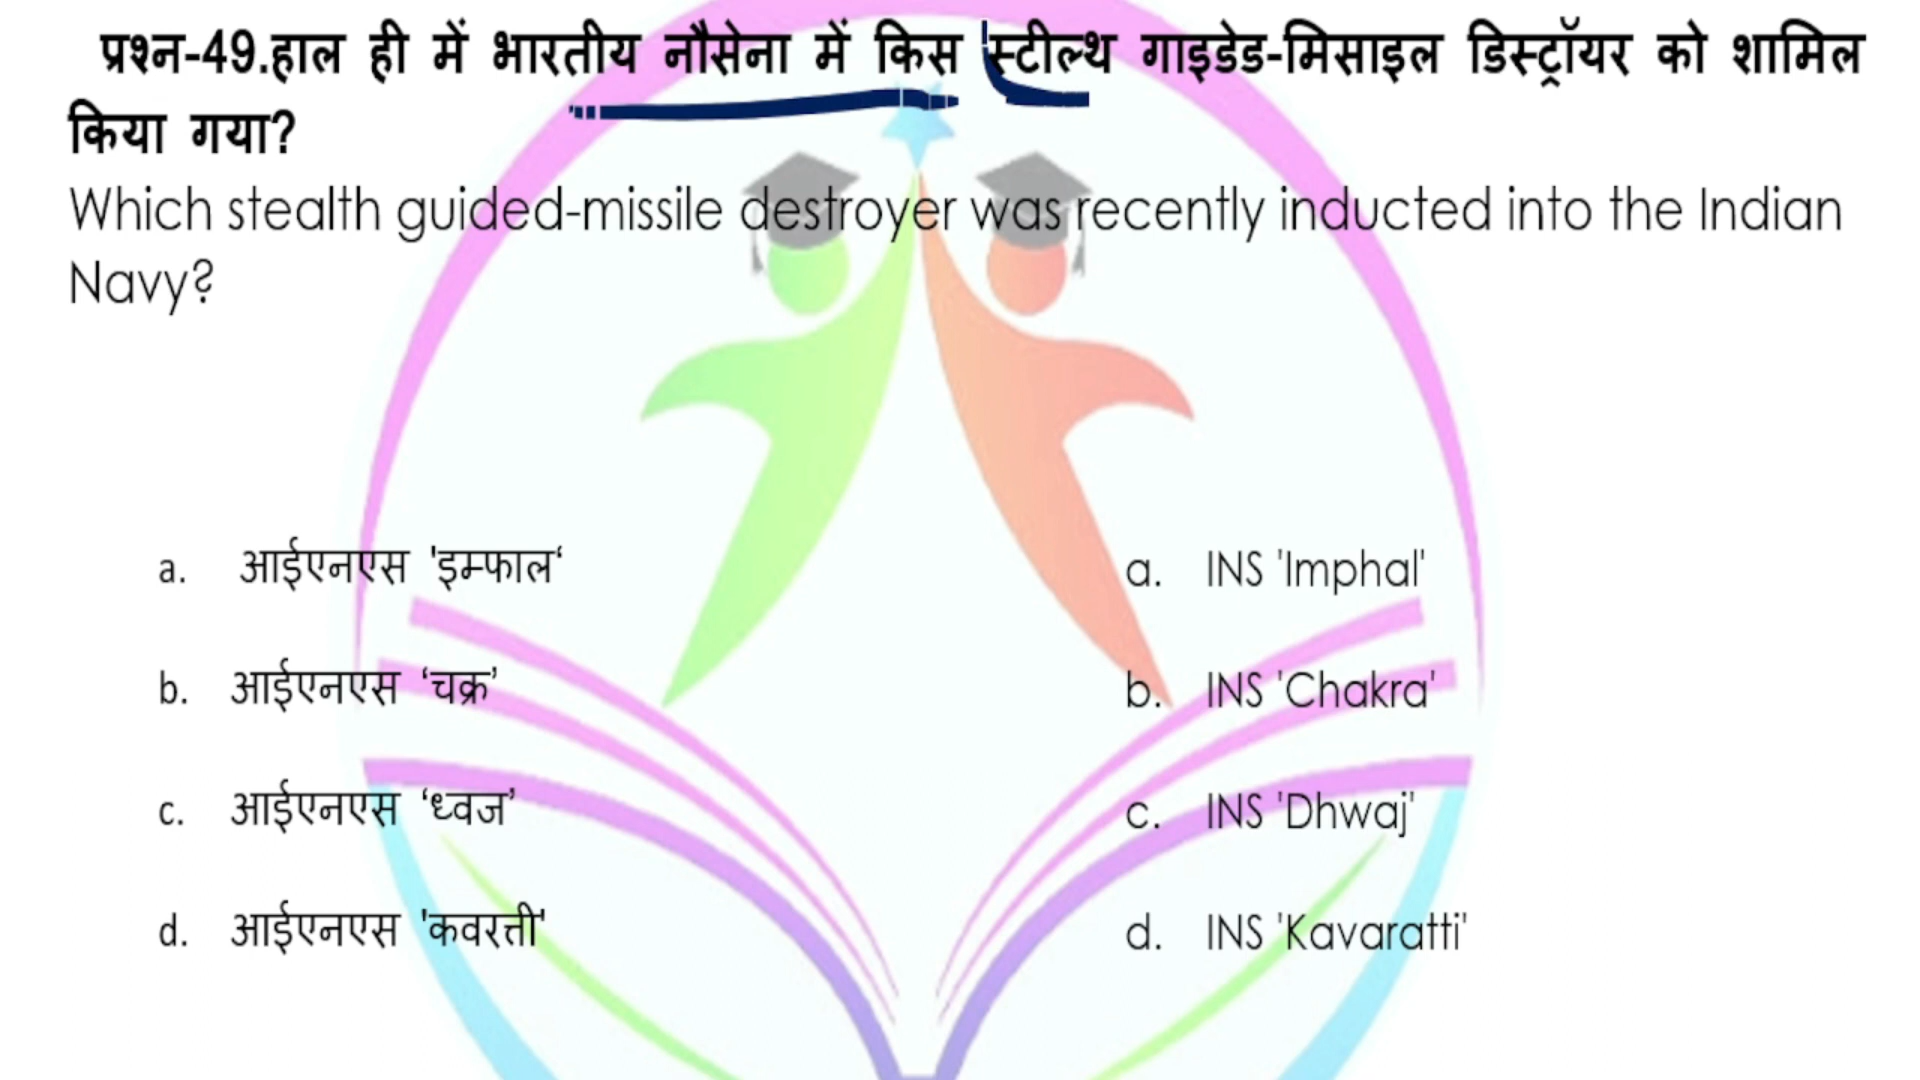 प्रश्न-49.हाल ही में भारतीय नौसेना में किस स्टील्थ गाइडेड-मिसाइल डिस्ट्रॉयर को शामिल
किया गया?
Which stealth guided-missile destroyer was recently inducted into the Indian
Navy?
a. आईएनएस 'इम्फाल‘
b. आईएनएस ‘चक्र’
c. आईएनएस ‘ध्वज’
d. आईएनएस 'कवरत्ती'
a. INS 'Imphal'
b. INS 'Chakra'
c. INS 'Dhwaj'
d. INS 'Kavaratti'